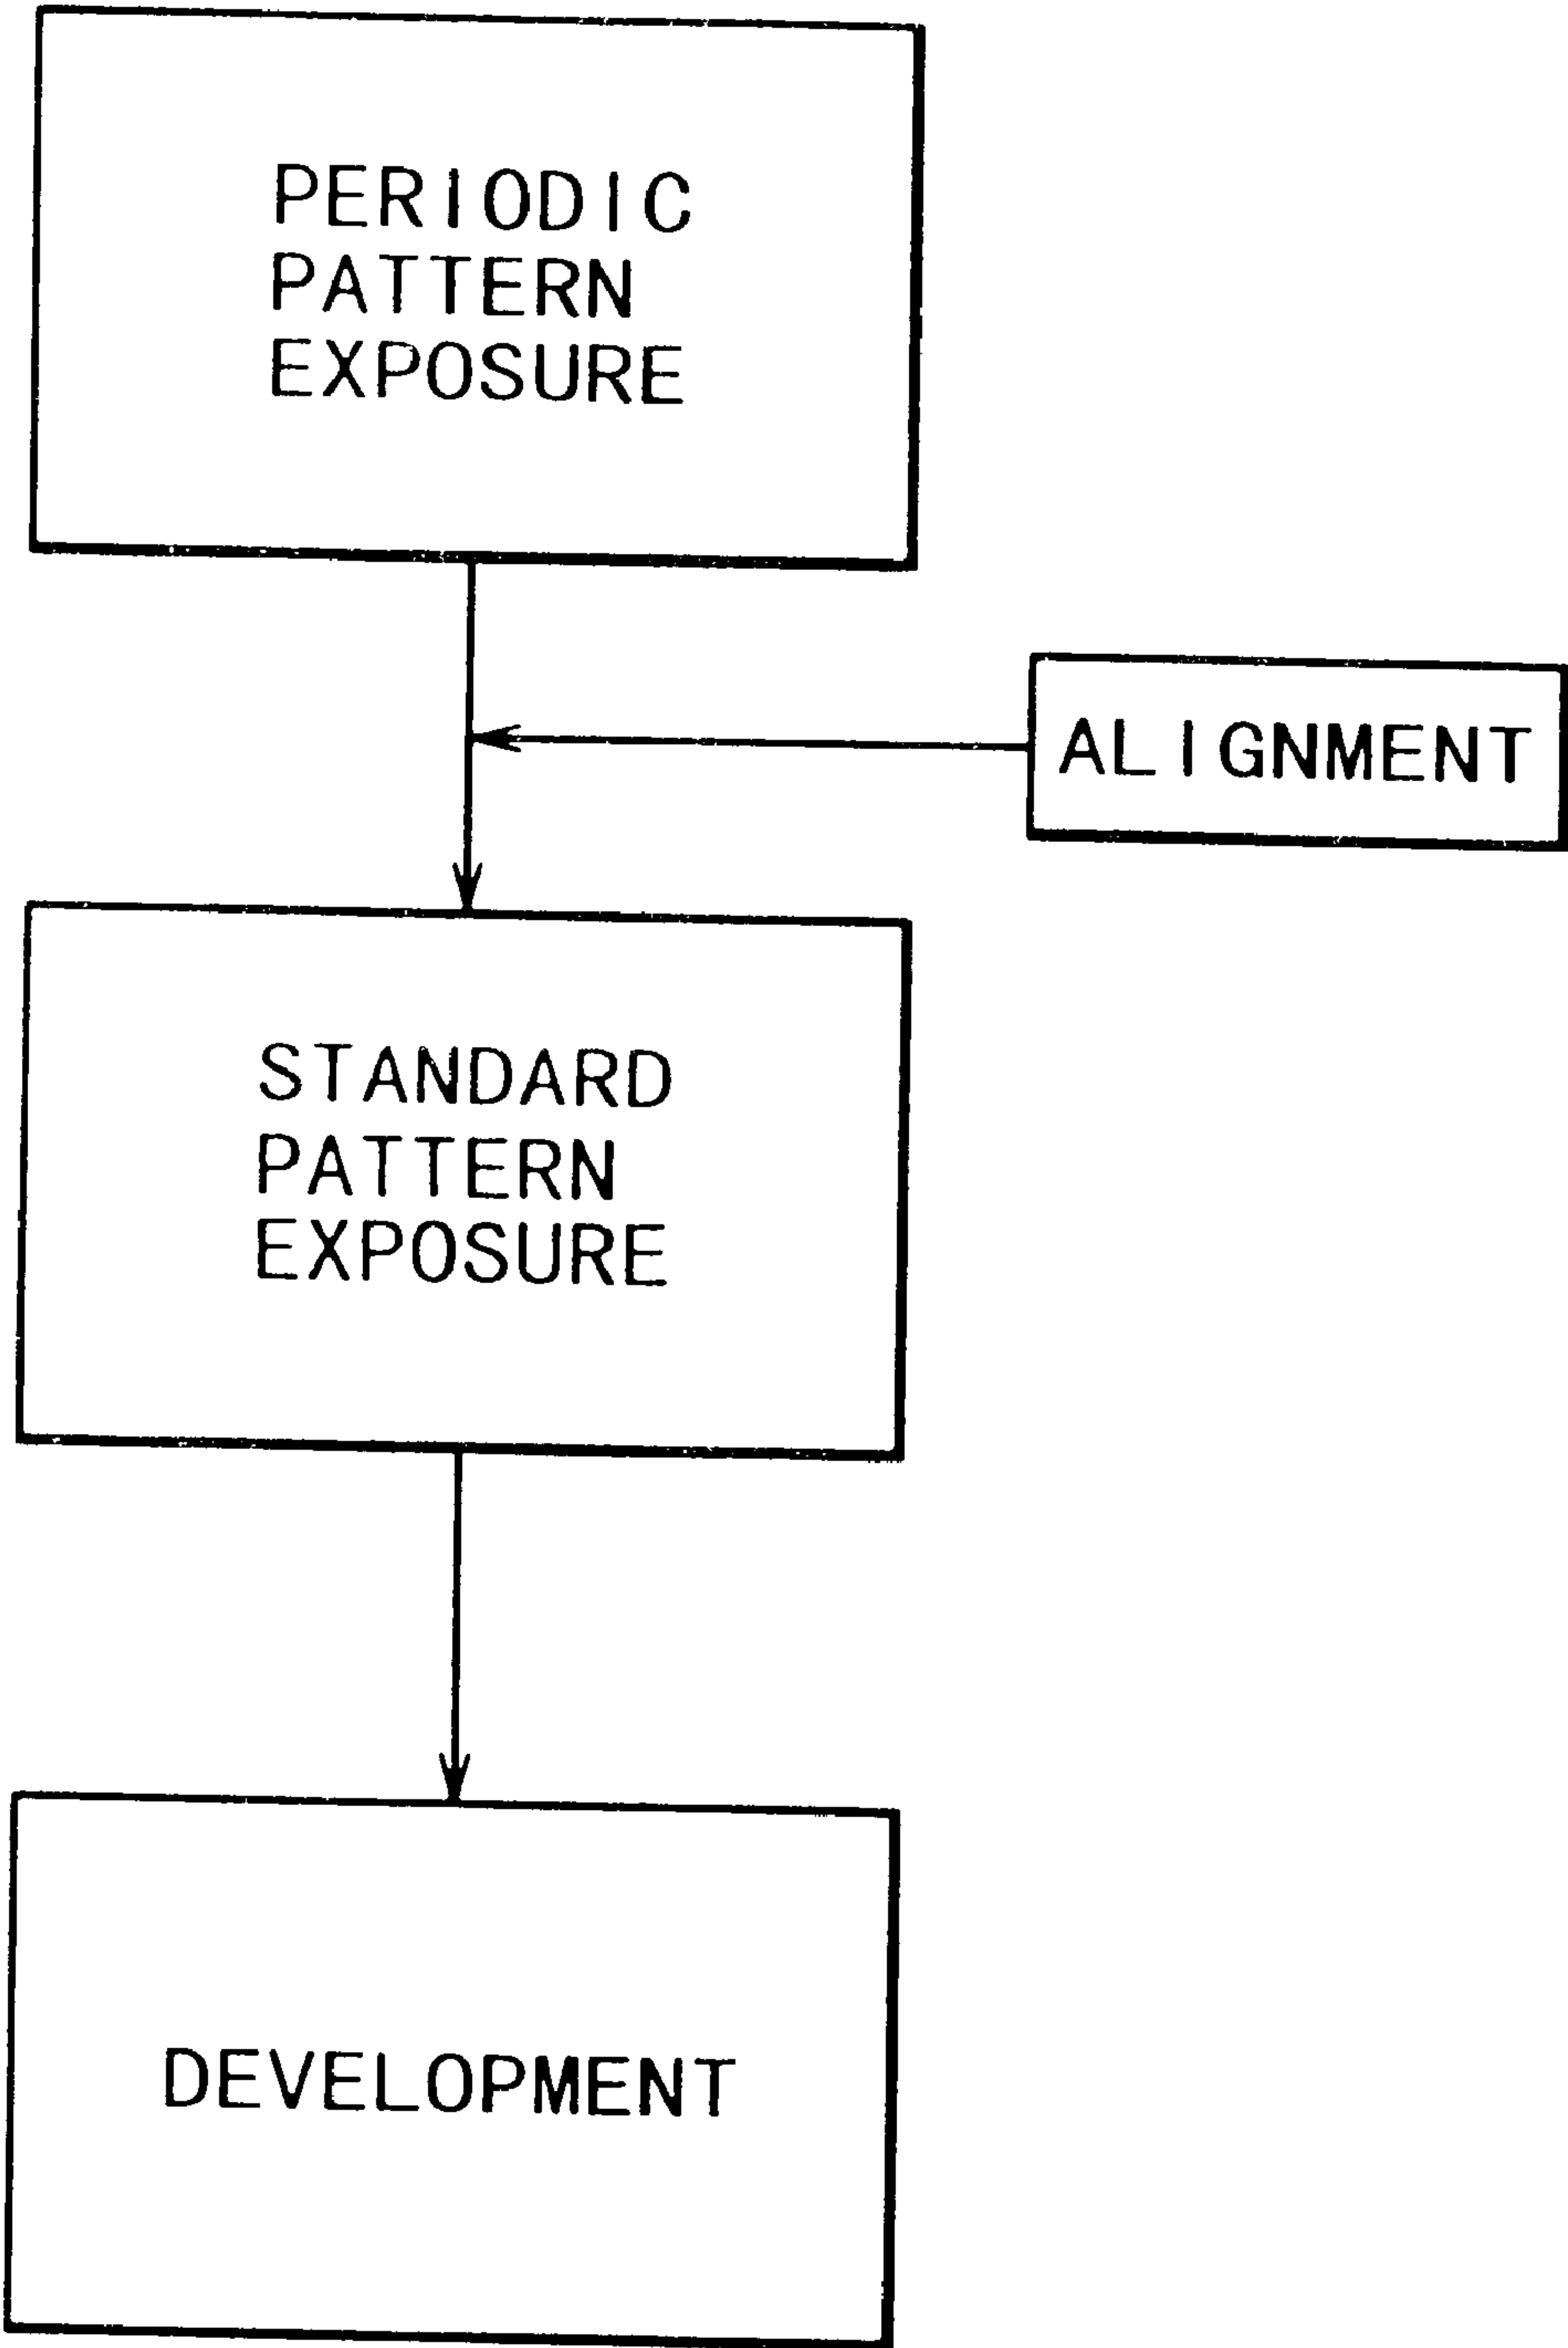 PERIODIC
PATTERN
EXPOSURE
ALIGNMENT
STANDARD
PATTERN
EXPOSURE
DEVELOPMENT